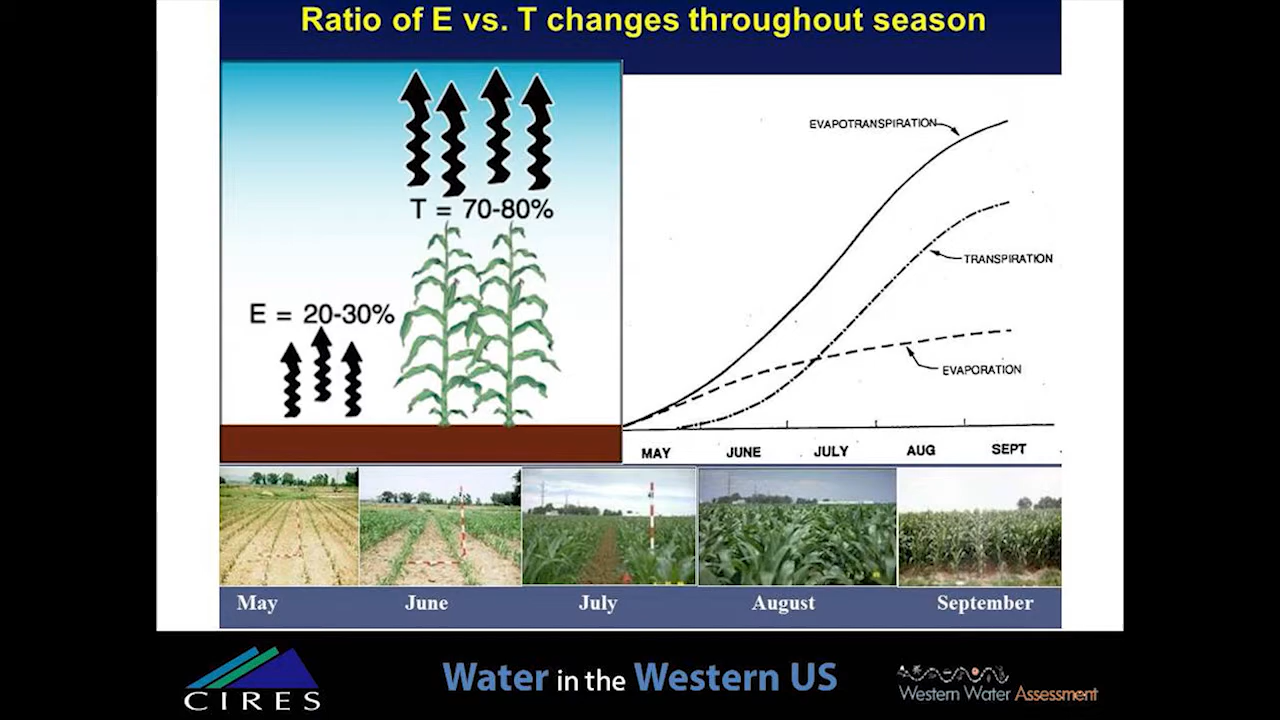 Ratio of E vs. T changes throughout season
T = 70-80%
E = 20-30%
EVAPOTRANSPIRATION
TRANSPIRATION
EVAPORATION
MAY JUNE JULY AUG SEPT
May June July August September
CIRES
Water in the Western US
Western Water Assessment